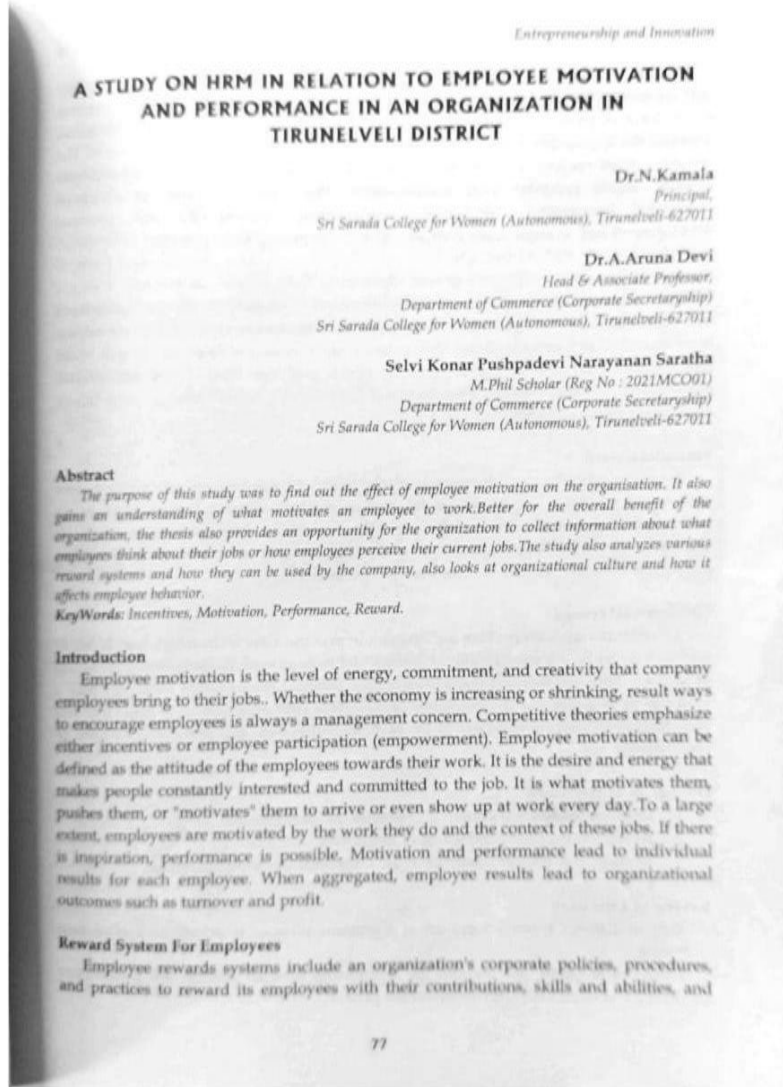 Entrepreneurship and Innovation
A STUDY ON HRM IN RELATION TO EMPLOYEE MOTIVATION
AND PERFORMANCE IN AN ORGANIZATION IN
TIRUNELVELI DISTRICT
Dr.N.Kamala
Principal,
Sri Sarada College for Women (Autonomous), Tirunelveli-627011
Dr.A.Aruna Devi
Head & Associate Professor,
Department of Commerce (Corporate Secretaryship)
Sri Sarada College for Women (Autonomous), Tirunelveli-627011
Selvi Konar Pushpadevi Narayanan Saratha
M.Phil Scholar (Reg No : 2021MCO01)
Department of Commerce (Corporate Secretaryship)
Sri Sarada College for Women (Autonomous), Tirunelveli-627011
Abstract
The purpose of this study was to find out the effect of employee motivation on the organisation. It also
gains an understanding of what motivates an employee to work.Better for the overall benefit of the
organization, the thesis also provides an opportunity for the organization to collect information about what
employees think about their jobs or how employees perceive their current jobs.The study also analyzes various
reward systems and how they can be used by the company, also looks at organizational culture and how it
affects employee behavior.
KeyWords: Incentives, Motivation, Performance, Reward.
Introduction
Employee motivation is the level of energy, commitment, and creativity that company
employees bring to their jobs.. Whether the economy is increasing or shrinking, result ways
to encourage employees is always a management concern. Competitive theories emphasize
either incentives or employee participation (empowerment). Employee motivation can be
defined as the attitude of the employees towards their work. It is the desire and energy that
makes people constantly interested and committed to the job. It is what motivates them,
pushes them, or "motivates" them to arrive or even show up at work every day.To a large
extent, employees are motivated by the work they do and the context of these jobs. If there
is inspiration, performance is possible. Motivation and performance lead to individual
results for each employee. When aggregated, employee results lead to organizational
outcomes such as turnover and profit.
Reward System For Employees
Employee rewards systems include an organization's corporate policies, procedures,
and practices to reward its employees with their contributions, skills and abilities, and
77